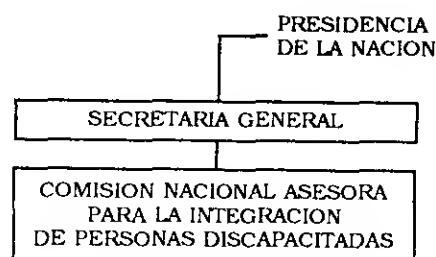 PRESIDENCIA
DE LA NACION
SECRETARIA GENERAL
COMISION NACIONAL ASESORA
PARA LA INTEGRACION
DE PERSONAS DISCAPACITADAS